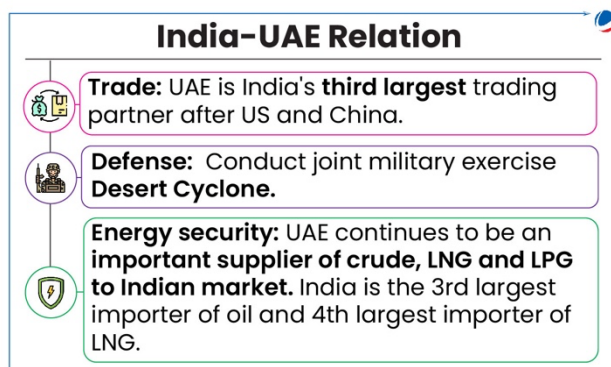 India-UAE Relation
Trade: UAE is India's third largest trading
partner after US and China.
Defense: Conduct joint military exercise
Desert Cyclone.
Energy security: UAE continues to be an
important supplier of crude, LNG and LPG
to Indian market. India is the 3rd largest
importer of oil and 4th largest importer of
LNG.